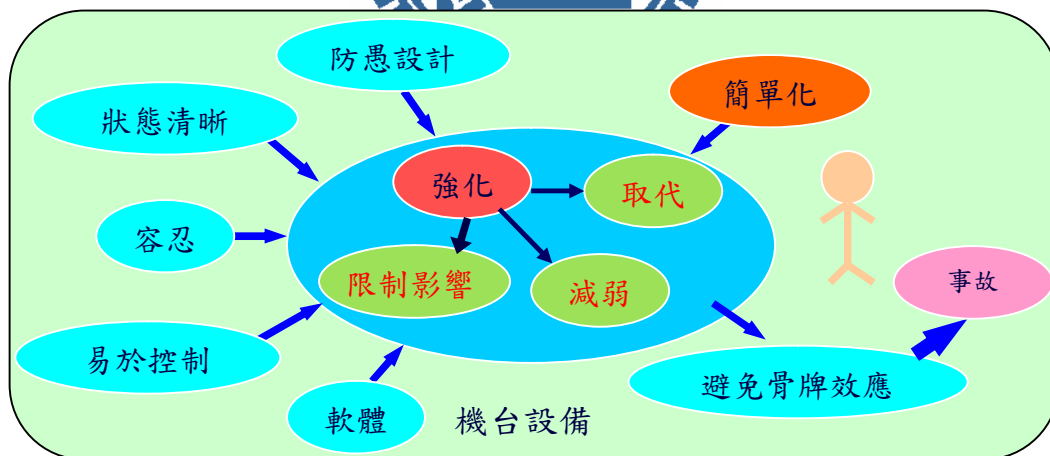 防愚設計
簡單化
狀態清晰
強化
取代
容忍
限制影響
減弱
事故
易於控制
避免骨牌效應
軟體
機台設備